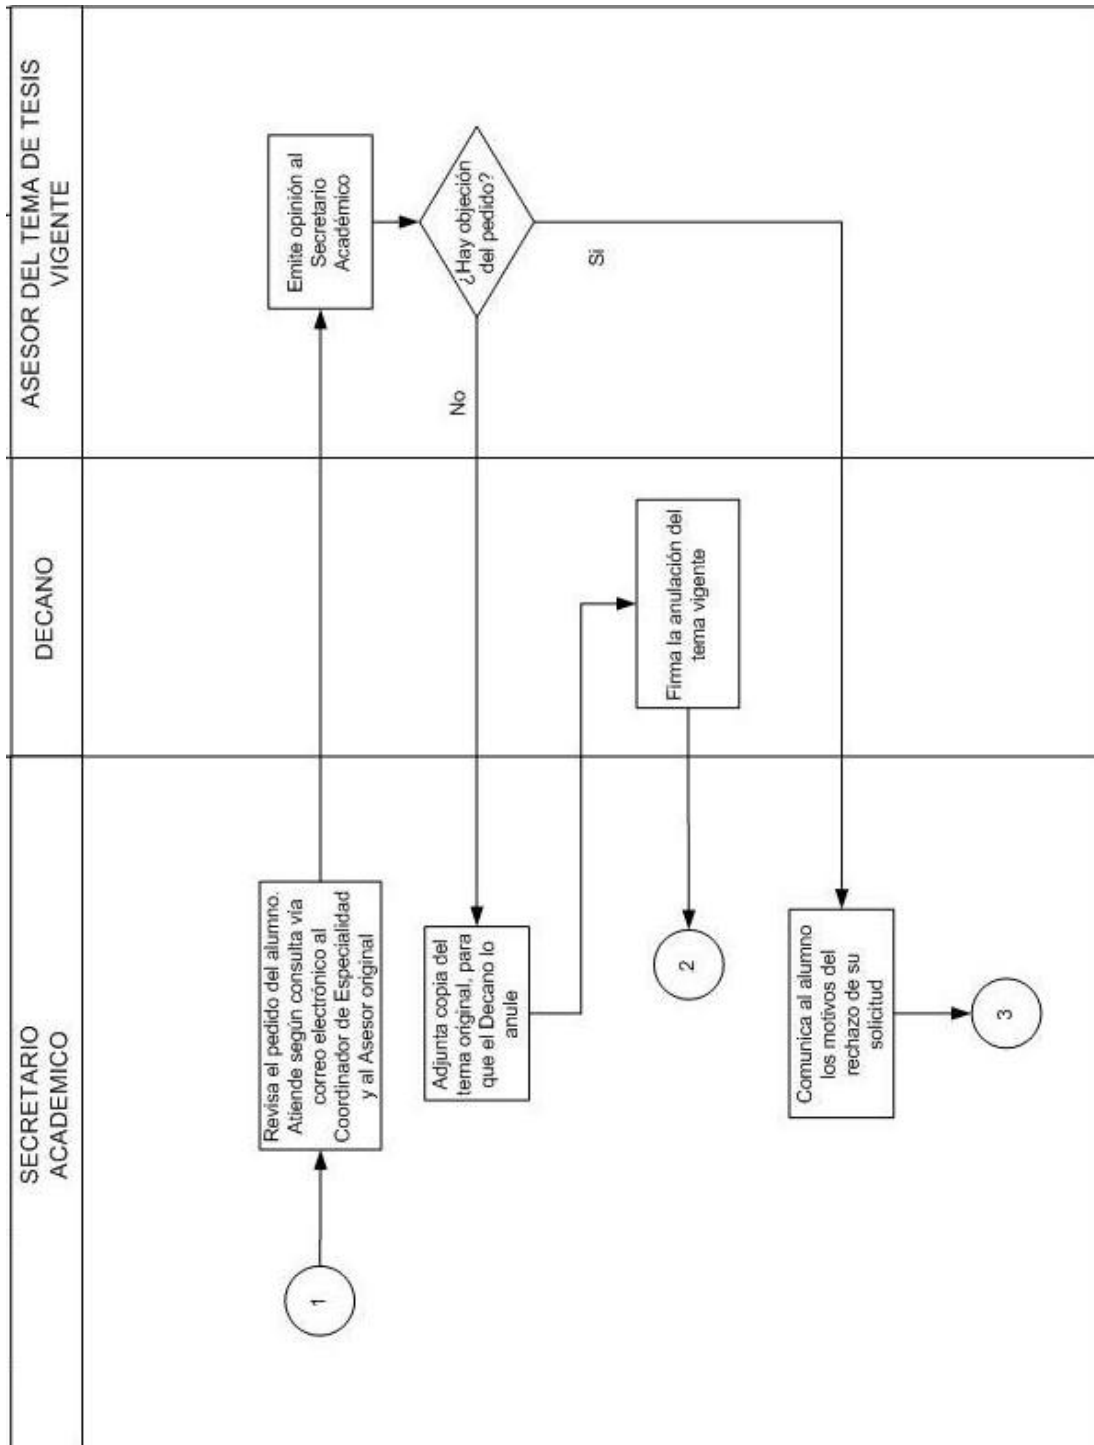 SECRETARIO
ACADEMICO
DECANO
ASESOR DEL TEMA DE TESIS
VIGENTE
1
Revisa el pedido del alumno.
Atiende según consulta vía
correo electrónico al
Coordinador de Especialidad
y al Asesor original
Emite opinión al
Secretario
Académico
¿Hay objeción
del pedido?
No
Si
Adjunta copia del
tema original, para
que el Decano lo
anule
Firma la anulación del
tema vigente
2
Comunica al alumno
los motivos del
rechazo de su
solicitud
3